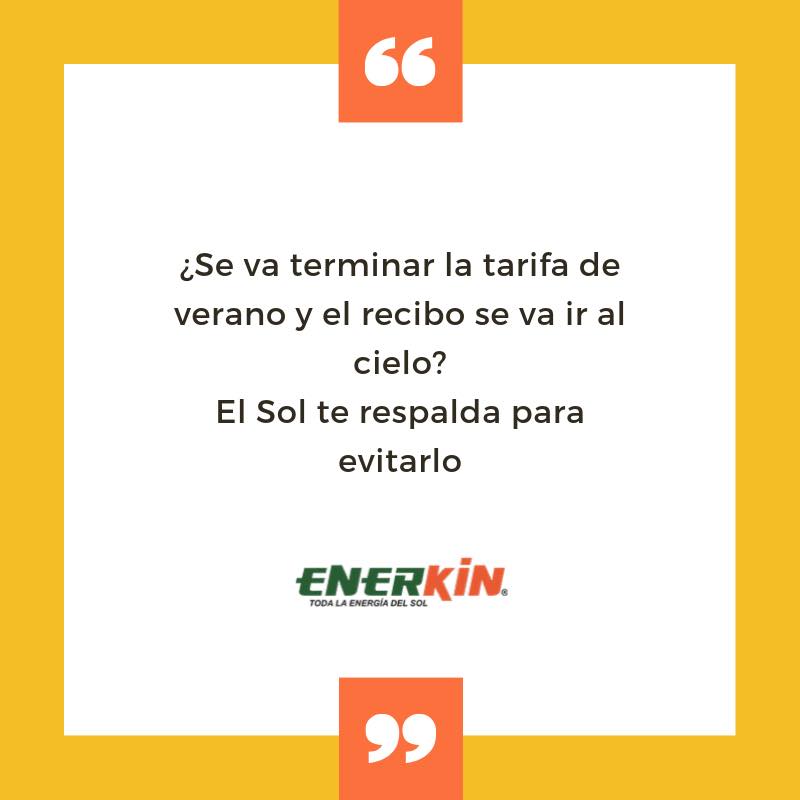 “
¿Se va terminar la tarifa de
verano y el recibo se va ir al
cielo?
El Sol te respalda para
evitarlo
ENERKIN®
TODA LA ENERGÍA DEL SOL
”